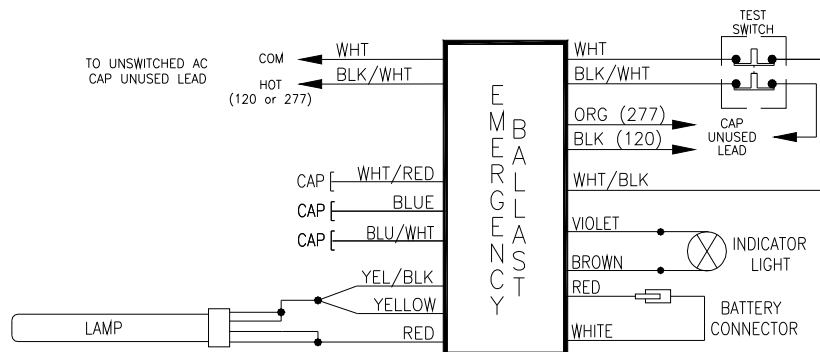 TO UNSWITCHED AC
CAP UNUSED LEAD
COM
WHT
HOT
(120 or 277)
BLK/WHT
CAP
WHT/RED
CAP
BLUE
CAP
BLU/WHT
YEL/BLK
YELLOW
RED
LAMP
EMERGENCY
BALLAST
WHT
BLK/WHT
TEST
SWITCH
ORG (277)
BLK (120)
CAP
UNUSED
LEAD
WHT/BLK
VIOLET
BROWN
INDICATOR
LIGHT
RED
WHITE
BATTERY
CONNECTOR